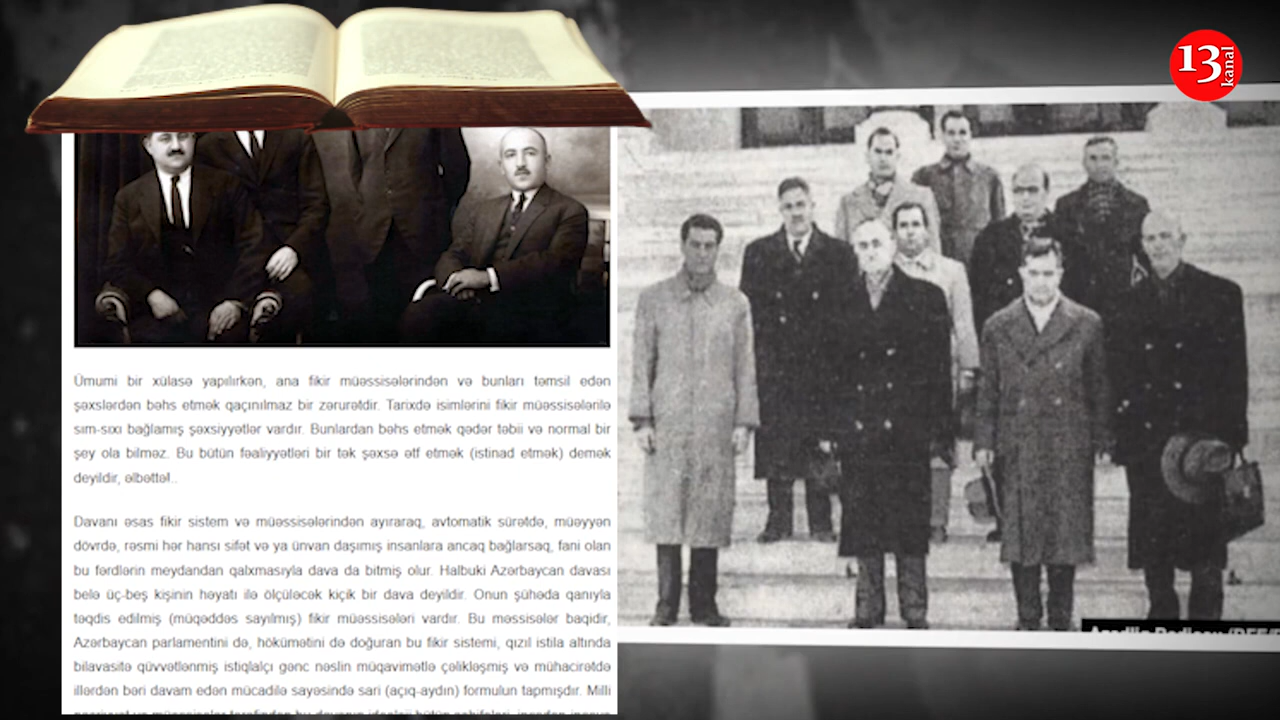 13
kanal
Ümumi bir xülasə yapılırkən, ana fikir müəssisələrindən və bunları təmsil edən
şəxslərdən bəhs etmək qaçınılmaz bir zərurətdir. Tarixdə isimlərini fikir müəssisələrilə
sım-sıxı bağlamış şəxsiyyətlər vardır. Bunlardan bəhs etmək qədər təbii və normal bir
şey ola bilməz. Bu bütün fəaliyyətləri bir tək şəxsə ətf etmək (istinad etmək) demək
deyildir, əlbəttə!..
Davanı əsas fikir sistem və müəssisələrindən ayıraraq, avtomatik sürətdə, müəyyən
dövrdə, rəsmi hər hansı sifət və ya ünvan daşımış insanlara ancaq bağlarsaq, fani olan
bu fərdlərin meydandan qalxmasıyla dava da bitmiş olur. Halbuki Azərbaycan davası
belə üç-beş kişinin həyatı ilə ölçüləcək kiçik bir dava deyildir. Onun şühəda qanıyla
təqdis edilmiş (müqəddəs sayılmış) fikir müəssisələri vardır. Bu məssisələr baqidir,
Azərbaycan parlamentini də, hökümətini də doğuran bu fikir sistemi, qızıl istila altında
bilavasitə qüvvətlənmiş istiqlalçı gənc nəslin müqavimətlə çəlikləşmiş və mühacirətdə
illərdən bəri davam edən mücadilə sayəsində sari (açıq-aydın) formulun tapmışdır. Milli